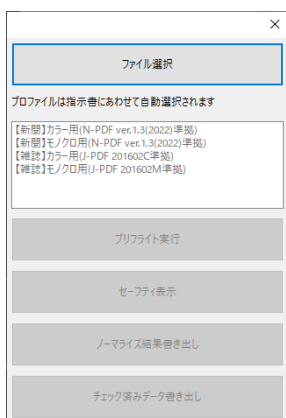 ファイル選択
プロファイルは指示書にあわせて自動選択されます
【新聞】カラー用(N-PDF ver.1.3(2022)準拠)
【新聞】モノクロ用(N-PDF ver.1.3(2022)準拠)
【雑誌】カラー用(J-PDF 201602C準拠)
【雑誌】モノクロ用(J-PDF 201602M準拠)
プリフライト実行
セーフティ表示
ノーマライズ結果書き出し
チェック済みデータ書き出し